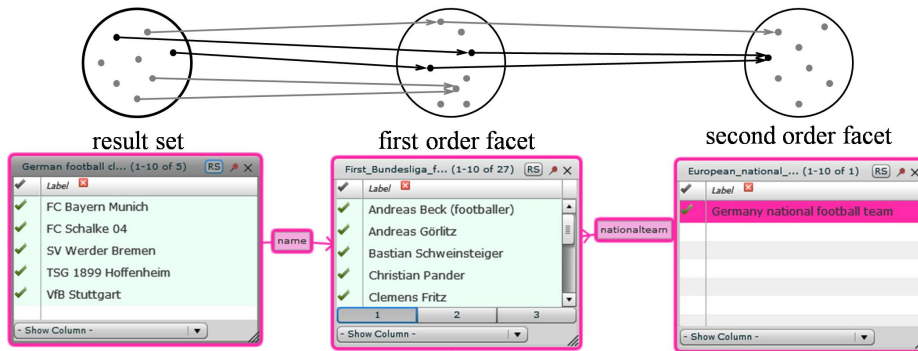 result set
first order facet
second order facet
German football cl... (1-10 of 5) RS
Label
FC Bayern Munich
FC Schalke 04
SV Werder Bremen
TSG 1899 Hoffenheim
VfB Stuttgart
- Show Column -
name
First_Bundesliga_f... (1-10 of 27) RS
Label
Andreas Beck (footballer)
Andreas Görlitz
Bastian Schweinsteiger
Christian Pander
Clemens Fritz
1 2 3
- Show Column -
nationalteam
European_national_... (1-10 of 1) RS
Label
Germany national football team
- Show Column -